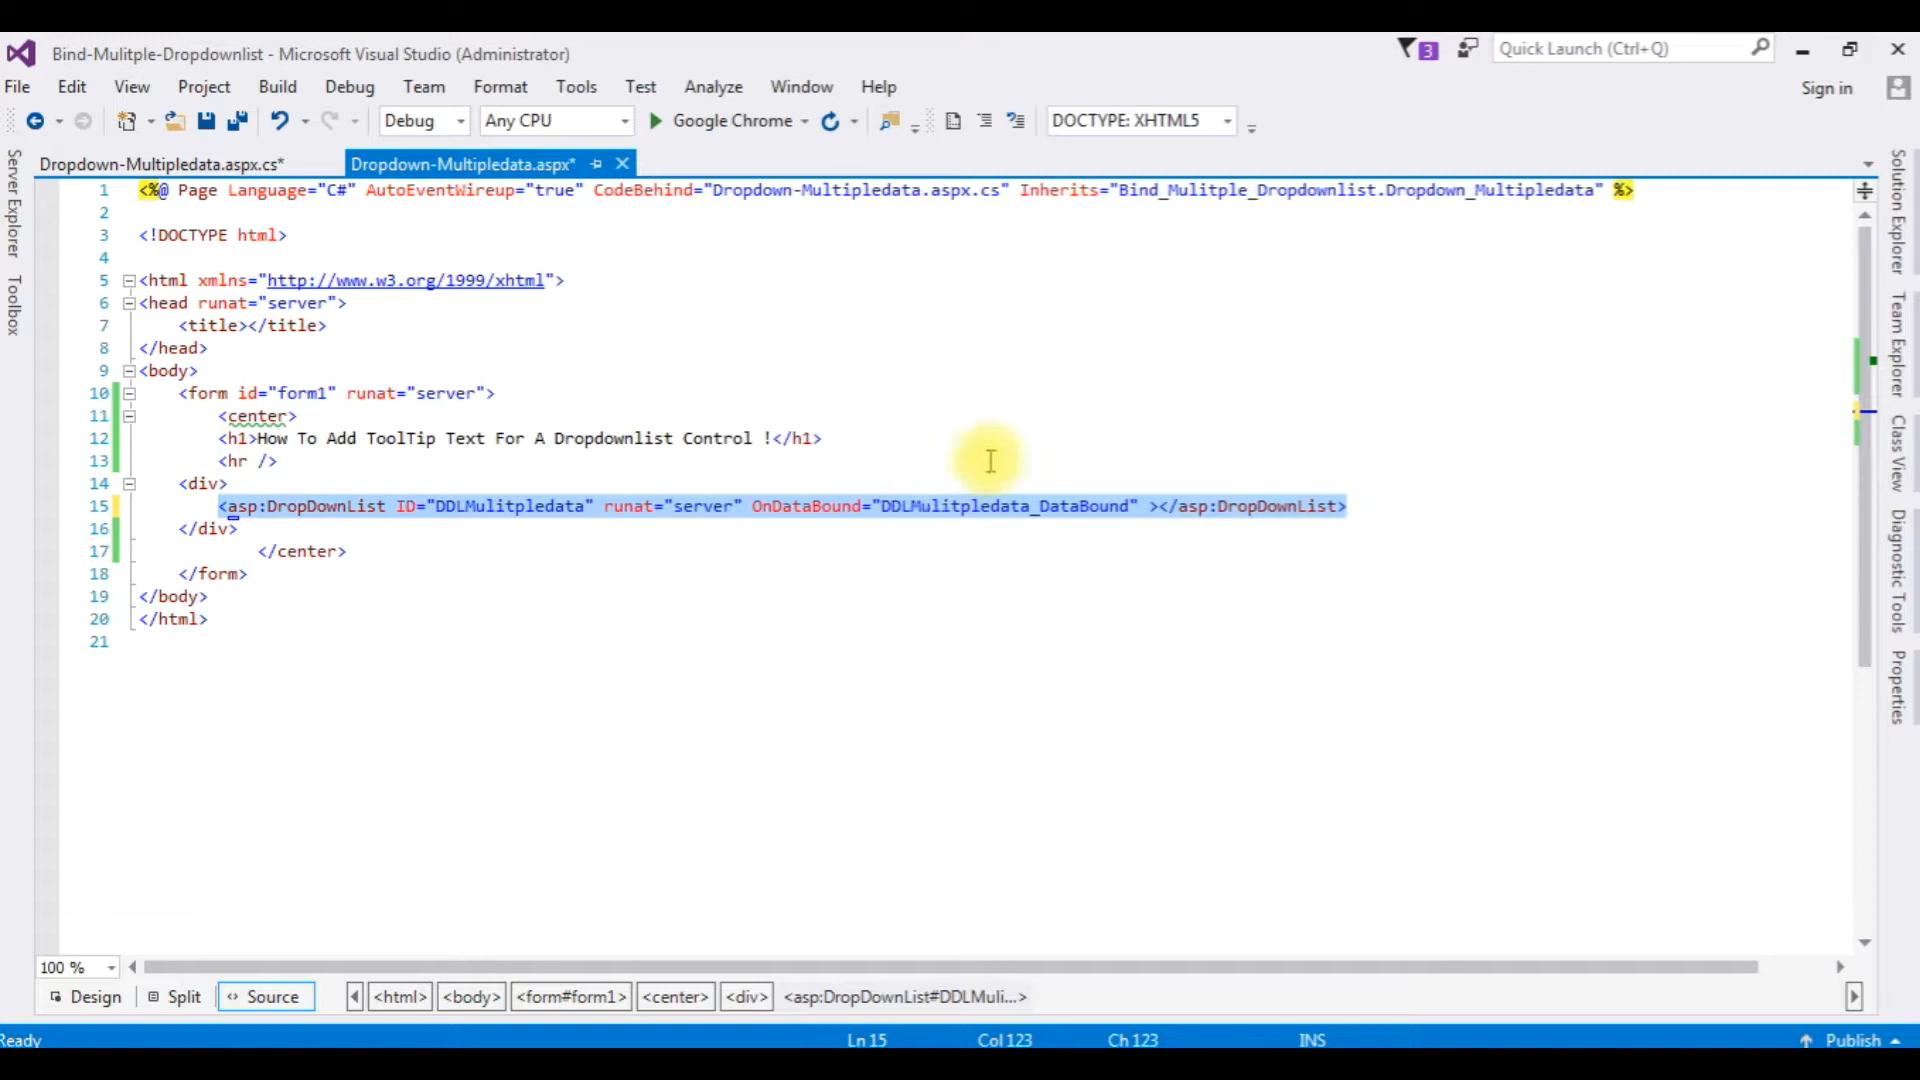 Bind-Mulitple-Dropdownlist - Microsoft Visual Studio (Administrator)
3
Quick Launch (Ctrl+Q)
File Edit View Project Build Debug Team Format Tools Test Analyze Window Help
Sign in
Debug Any CPU Google Chrome DOCTYPE: XHTML5
Dropdown-Multipledata.aspx.cs* Dropdown-Multipledata.aspx*
Server Explorer
Toolbox
1 <%@ Page Language="C#" AutoEventWireup="true" CodeBehind="Dropdown-Multipledata.aspx.cs" Inherits="Bind_Mulitple_Dropdownlist.Dropdown_Multipledata" %>
2
3 <!DOCTYPE html>
4
5 <html xmlns="http://www.w3.org/1999/xhtml">
6 <head runat="server">
7 <title></title>
8 </head>
9 <body>
10 <form id="form1" runat="server">
11 <center>
12 <h1>How To Add ToolTip Text For A Dropdownlist Control !</h1>
13 <hr />
14 <div>
15 <asp:DropDownList ID="DDLMulitpledata" runat="server" OnDataBound="DDLMulitpledata_DataBound" ></asp:DropDownList>
16 </div>
17 </center>
18 </form>
19 </body>
20 </html>
21
Solution Explorer
Team Explorer
Class View
Diagnostic Tools
Properties
100 %
Design Split Source <html> <body> <form#form1> <center> <div> <asp:DropDownList#DDLMuli...>
Ready Ln 15 Col 123 Ch 123 INS Publish